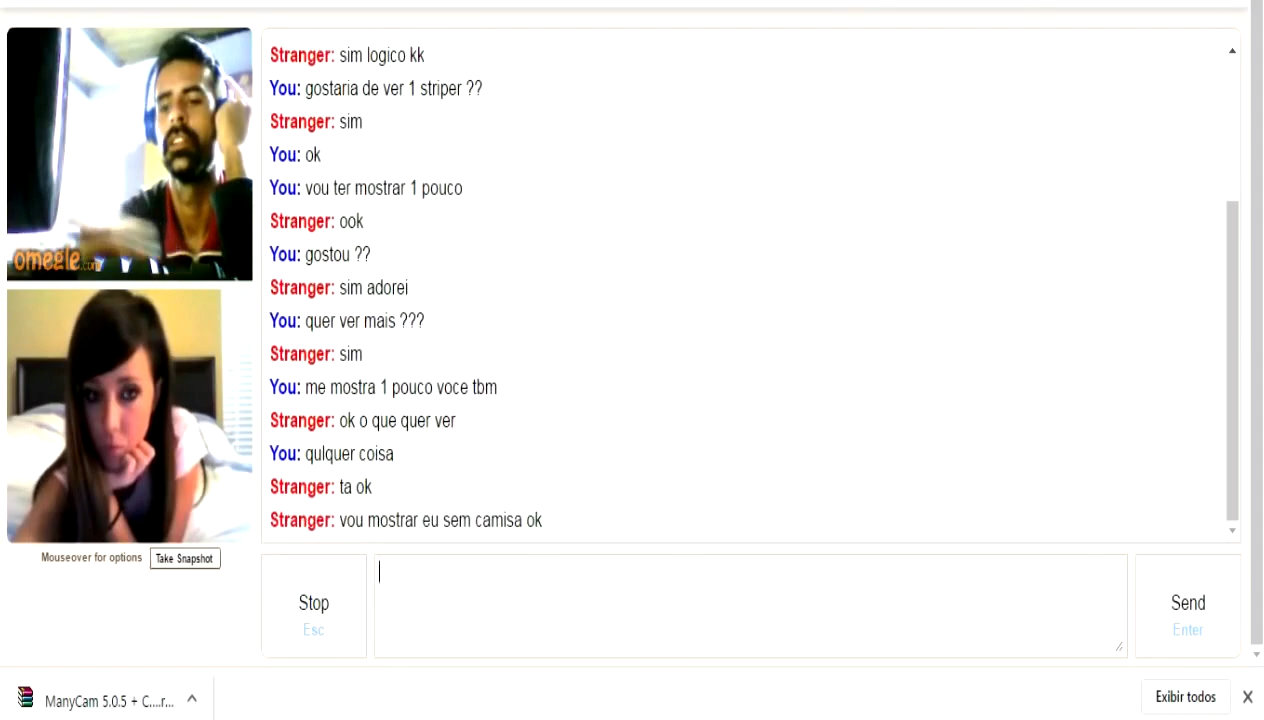 Stranger: sim logico kk
You: gostaria de ver 1 striper ??
Stranger: sim
You: ok
You: vou ter mostrar 1 pouco
Stranger: ook
You: gostou ??
Stranger: sim adorei
You: quer ver mais ???
Stranger: sim
You: me mostra 1 pouco voce tbm
Stranger: ok o que quer ver
You: qulquer coisa
Stranger: ta ok
Stranger: vou mostrar eu sem camisa ok
omegle.com
Mouseover for options
Take Snapshot
Stop
Esc
Send
Enter
ManyCam 5.0.5 + C....r...
Exibir todos